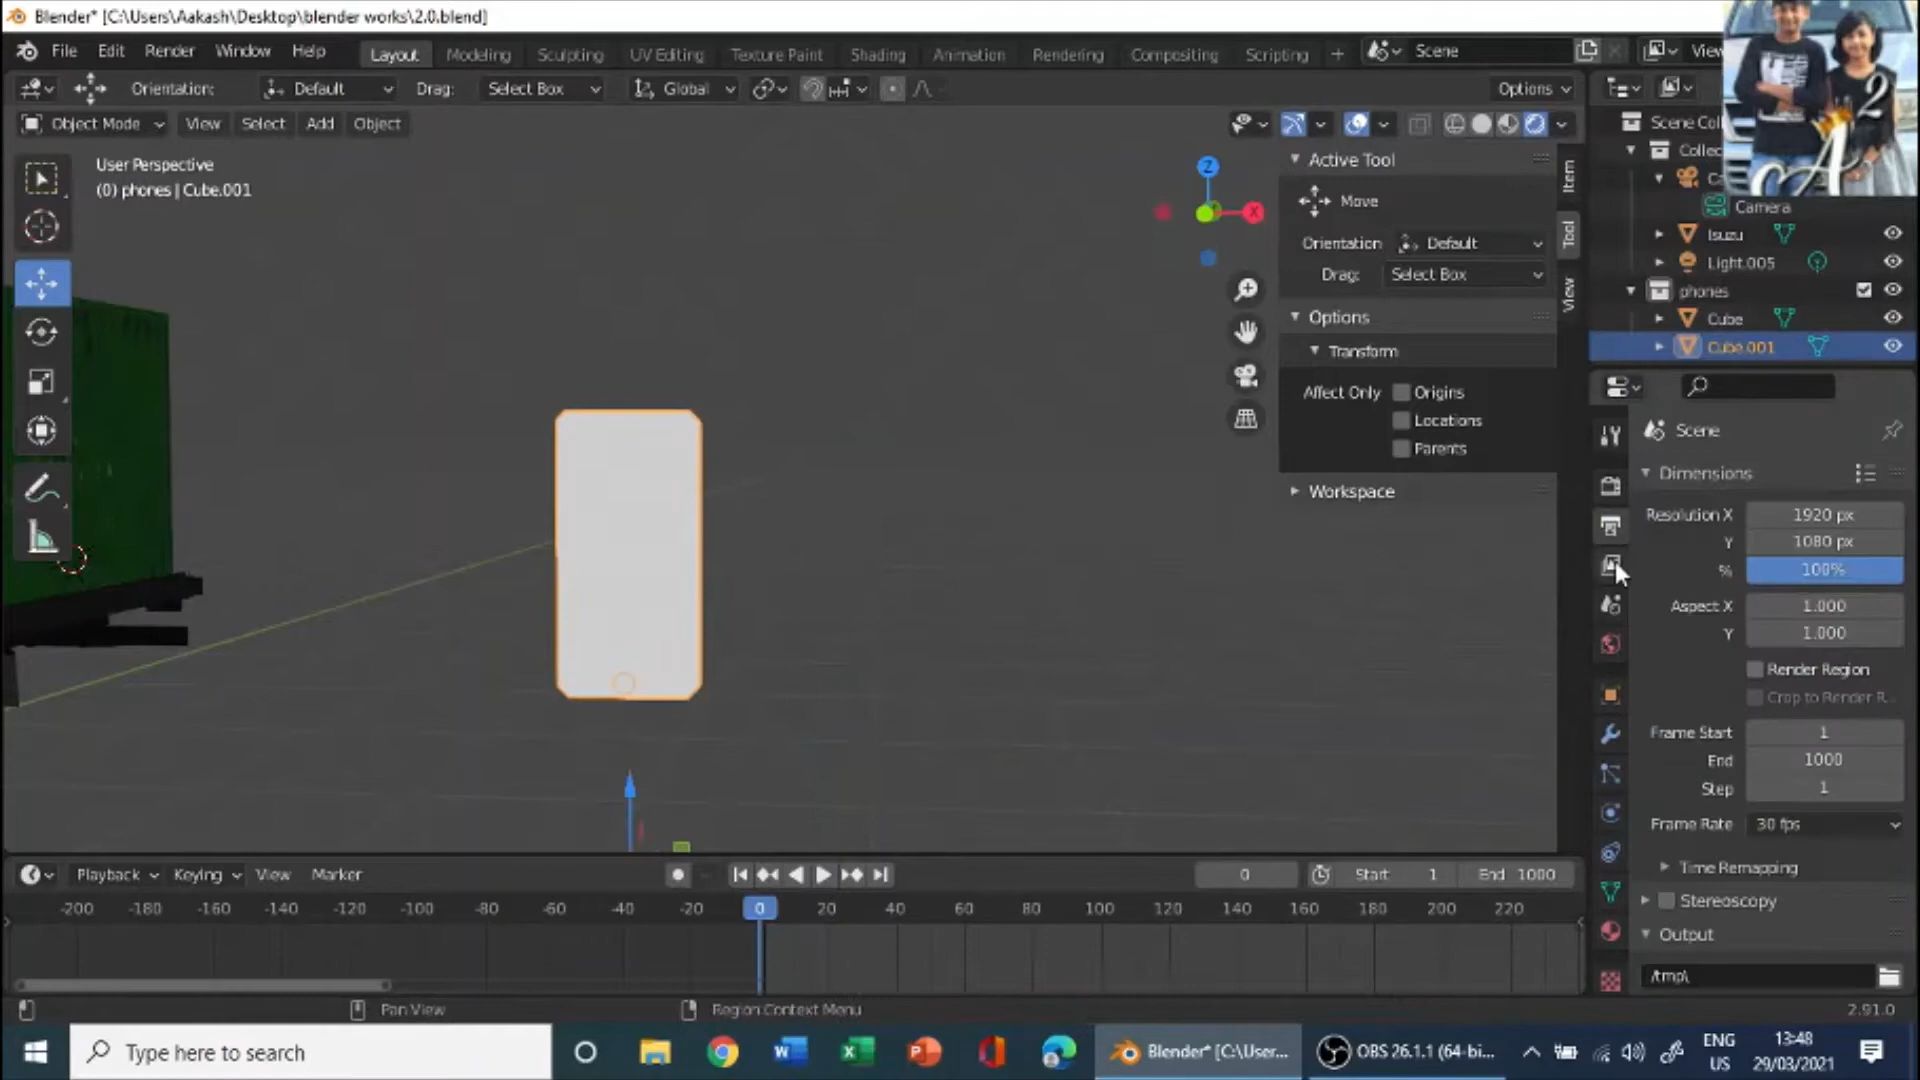 Blender* [C:\Users\Aakash\Desktop\blender works\2.0.blend]
File Edit Render Window Help Layout Modeling Sculpting UV Editing Texture Paint Shading Animation Rendering Compositing Scripting + Scene View
Orientation: Default Drag: Select Box Global Options
Object Mode View Select Add Object
User Perspective
(0) phones | Cube.001
Z
X
Active Tool
Move
Orientation Default
Drag: Select Box
Options
Transform
Affect Only Origins
Locations
Parents
Workspace
Item
Tool
View
2
A
Scene Col
Collec
Ca
Camera
Isuzu
Light.005
phones
Cube
Cube.001
Scene
Dimensions
Resolution X 1920 px
Y 1080 px
% 100%
Aspect X 1.000
Y 1.000
Render Region
Crop to Render R...
Frame Start 1
End 1000
Step 1
Frame Rate 30 fps
Time Remapping
Stereoscopy
Output
/tmp\
Playback Keying View Marker 0 Start 1 End 1000
-200 -180 -160 -140 -120 -100 -80 -60 -40 -20 0 20 40 60 80 100 120 140 160 180 200 220
Pan View Region Context Menu 2.91.0
Type here to search Blender* [C:\User... OBS 26.1.1 (64-bi... ENG 13:48
US 29/03/2021